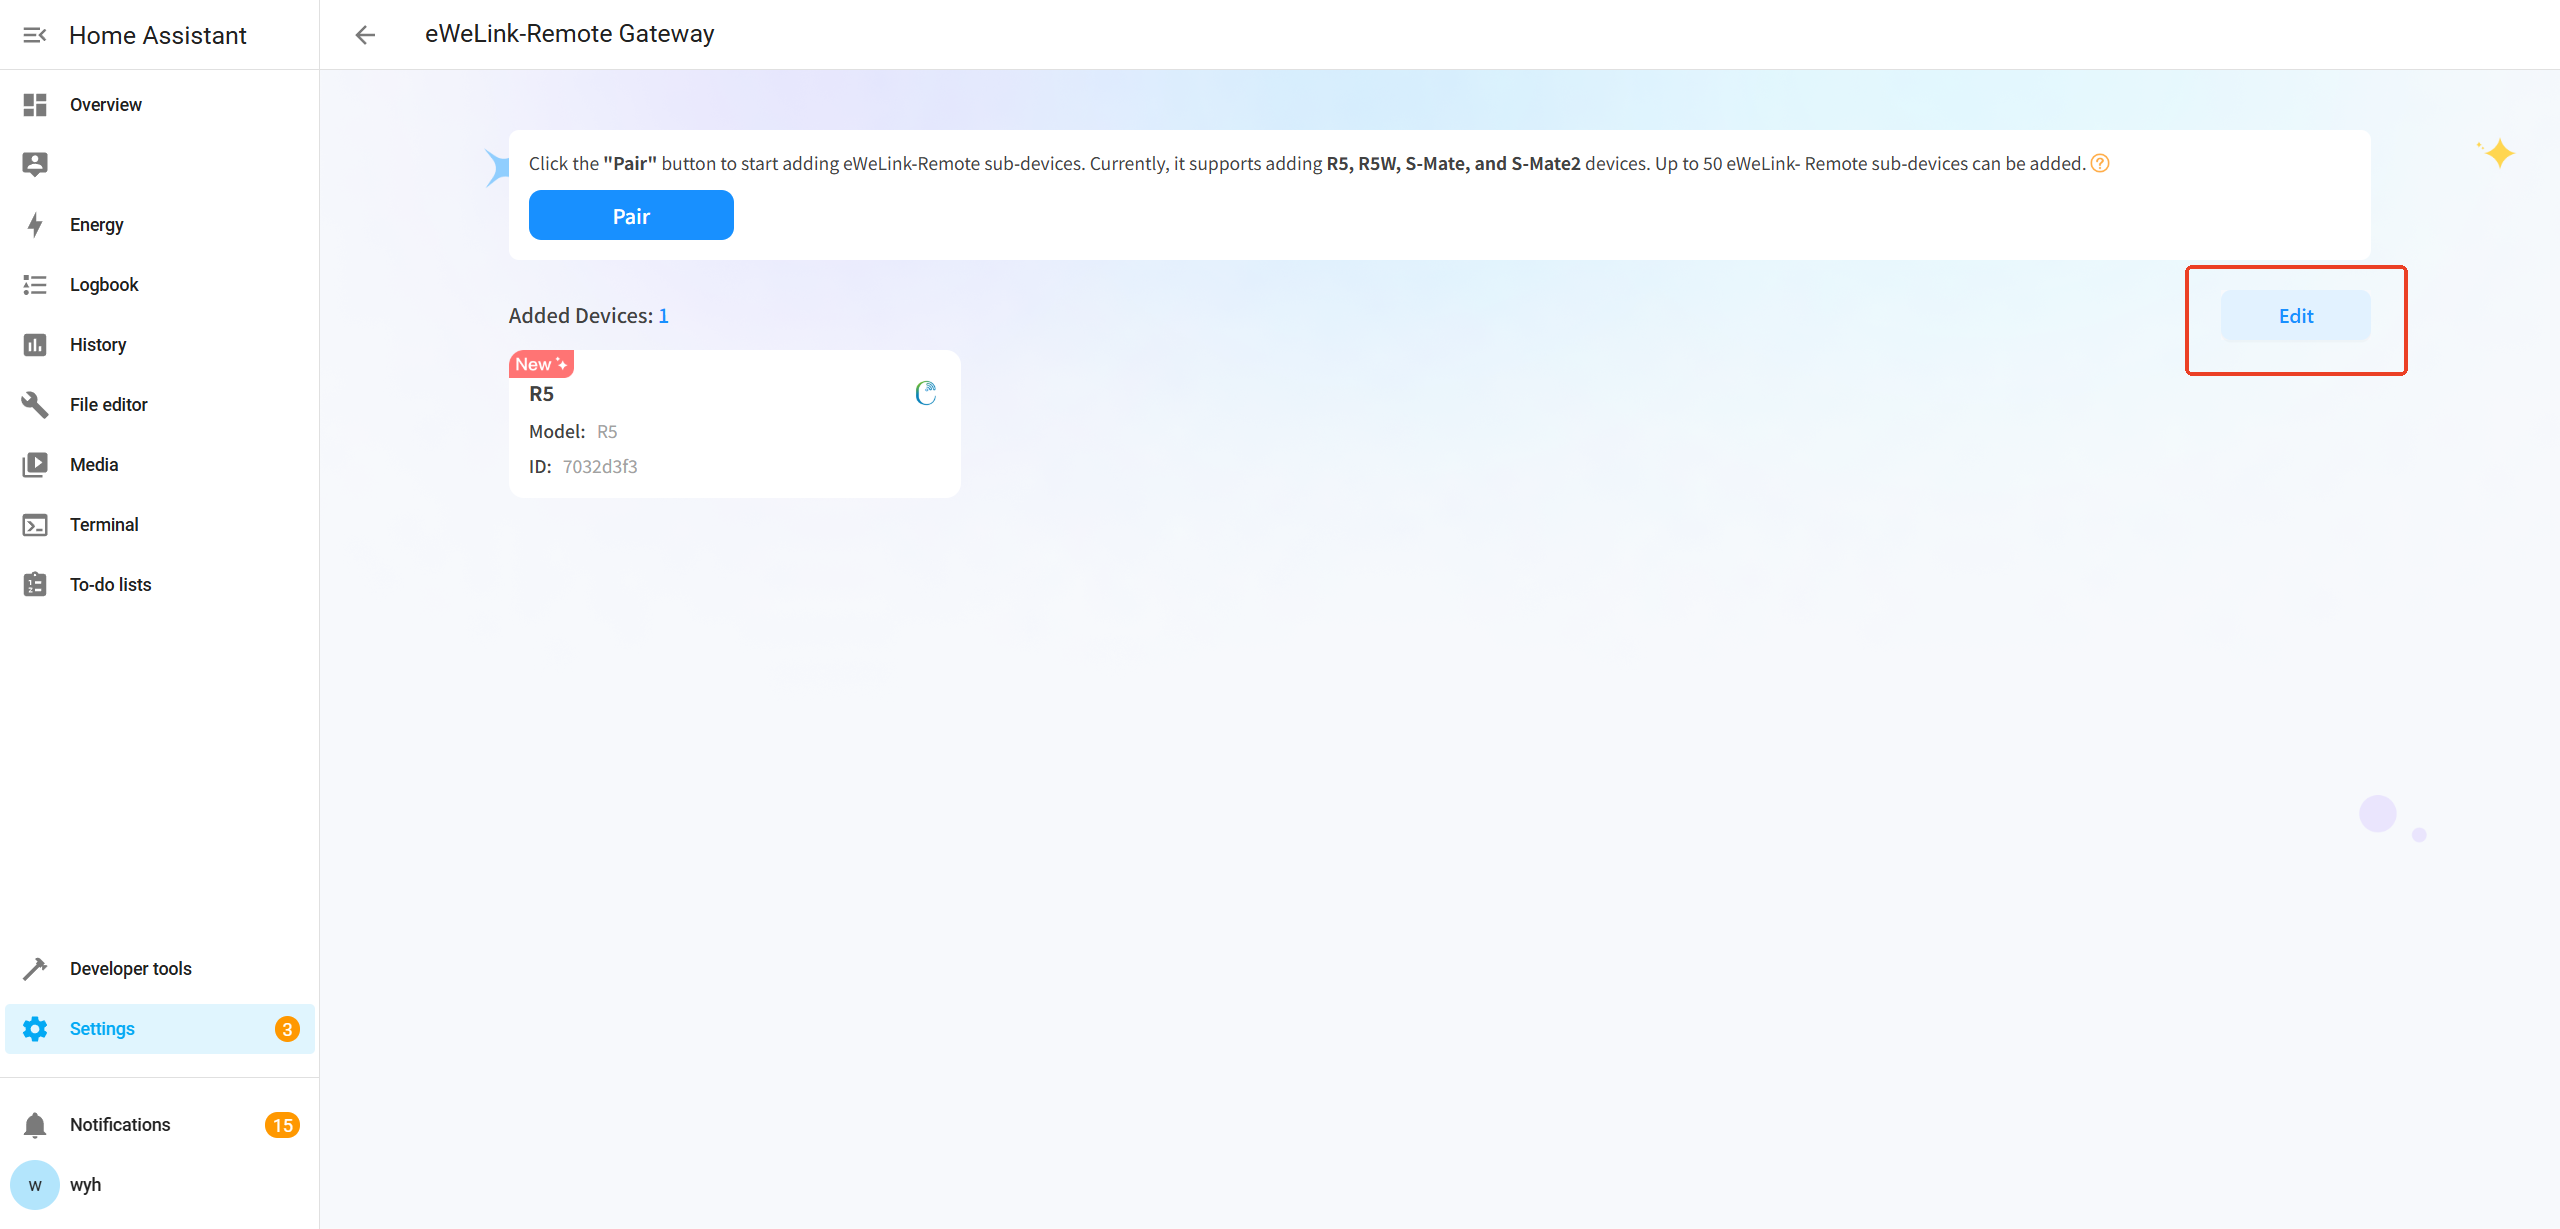 Home Assistant
eWeLink-Remote Gateway
Overview
Energy
Logbook
History
File editor
Media
Terminal
To-do lists
Developer tools
Settings 3
Notifications 15
w wyh
Click the "Pair" button to start adding eWeLink-Remote sub-devices. Currently, it supports adding R5, R5W, S-Mate, and S-Mate2 devices. Up to 50 eWeLink- Remote sub-devices can be added. ?
Pair
Added Devices: 1
Edit
New
R5
Model: R5
ID: 7032d3f3